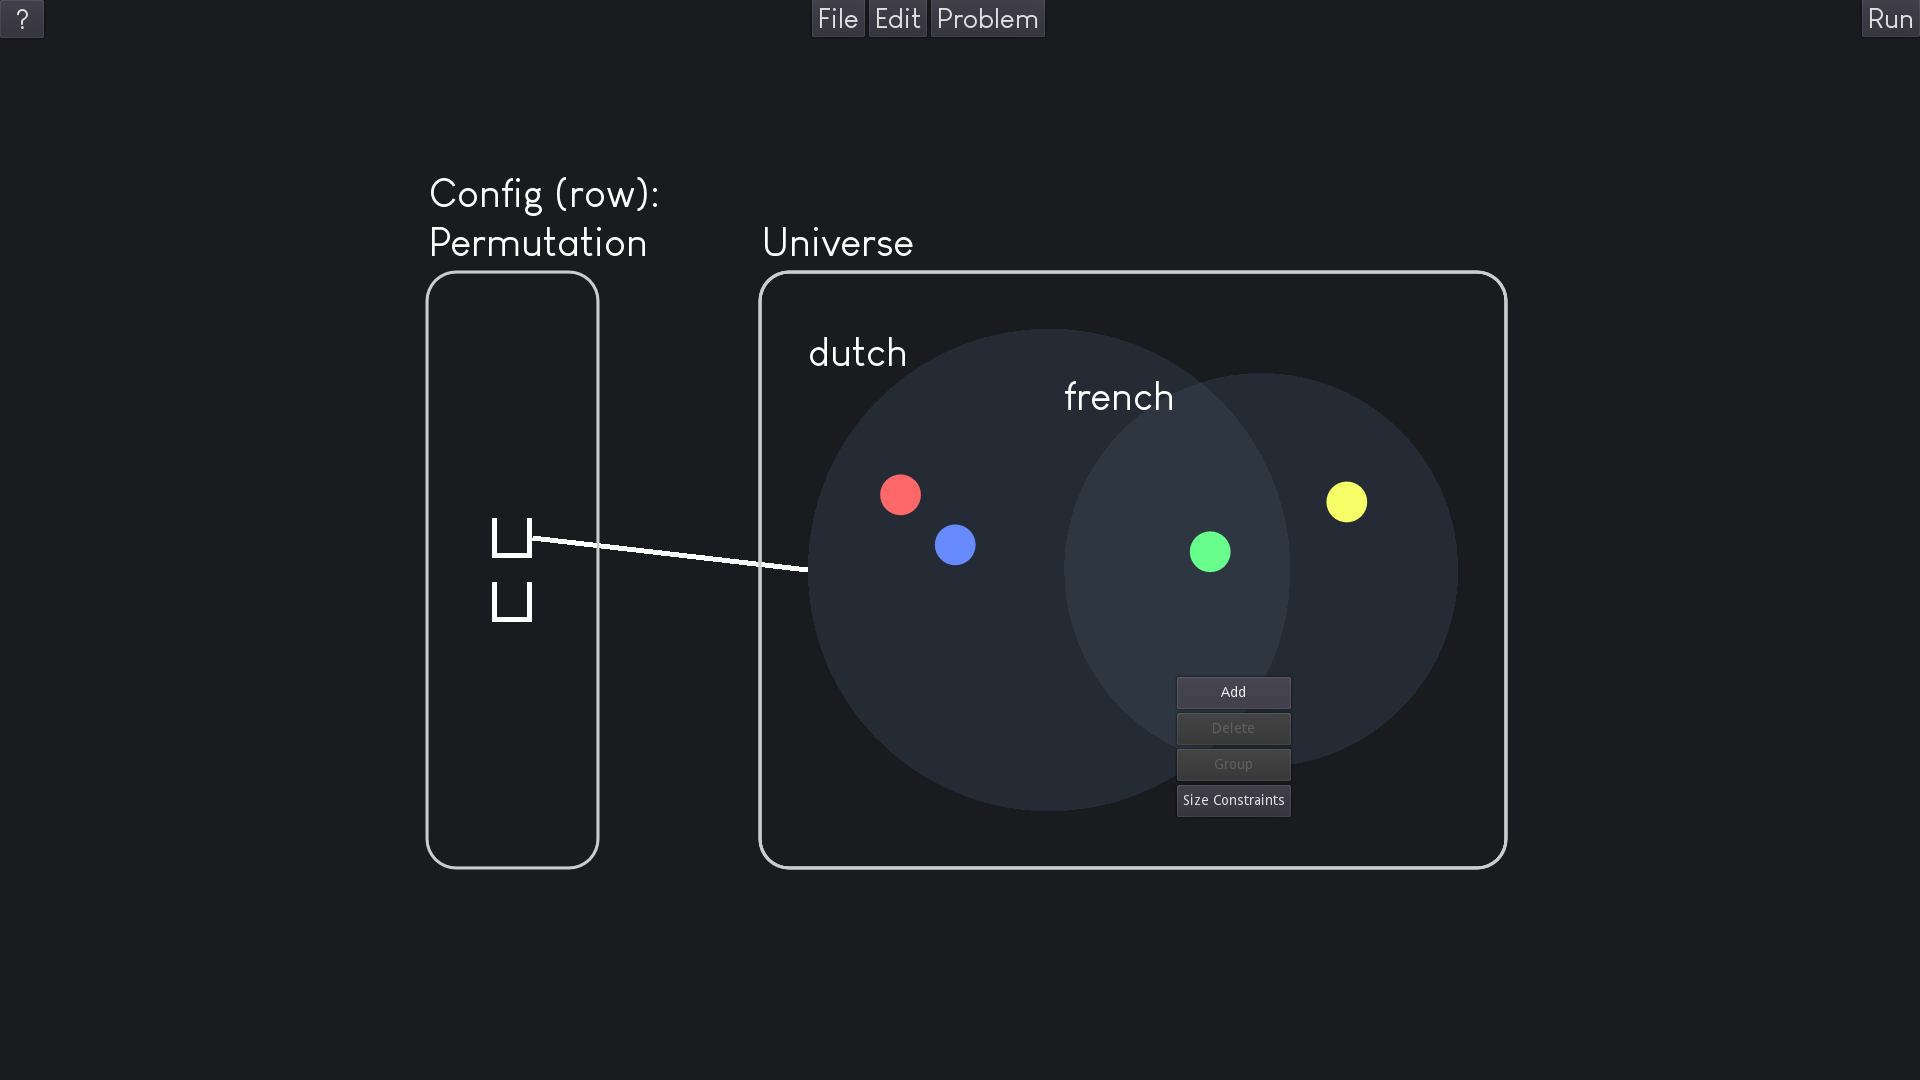 ?
File Edit Problem
Run
Config (row):
Permutation
Universe
dutch
french
Add
Delete
Group
Size Constraints